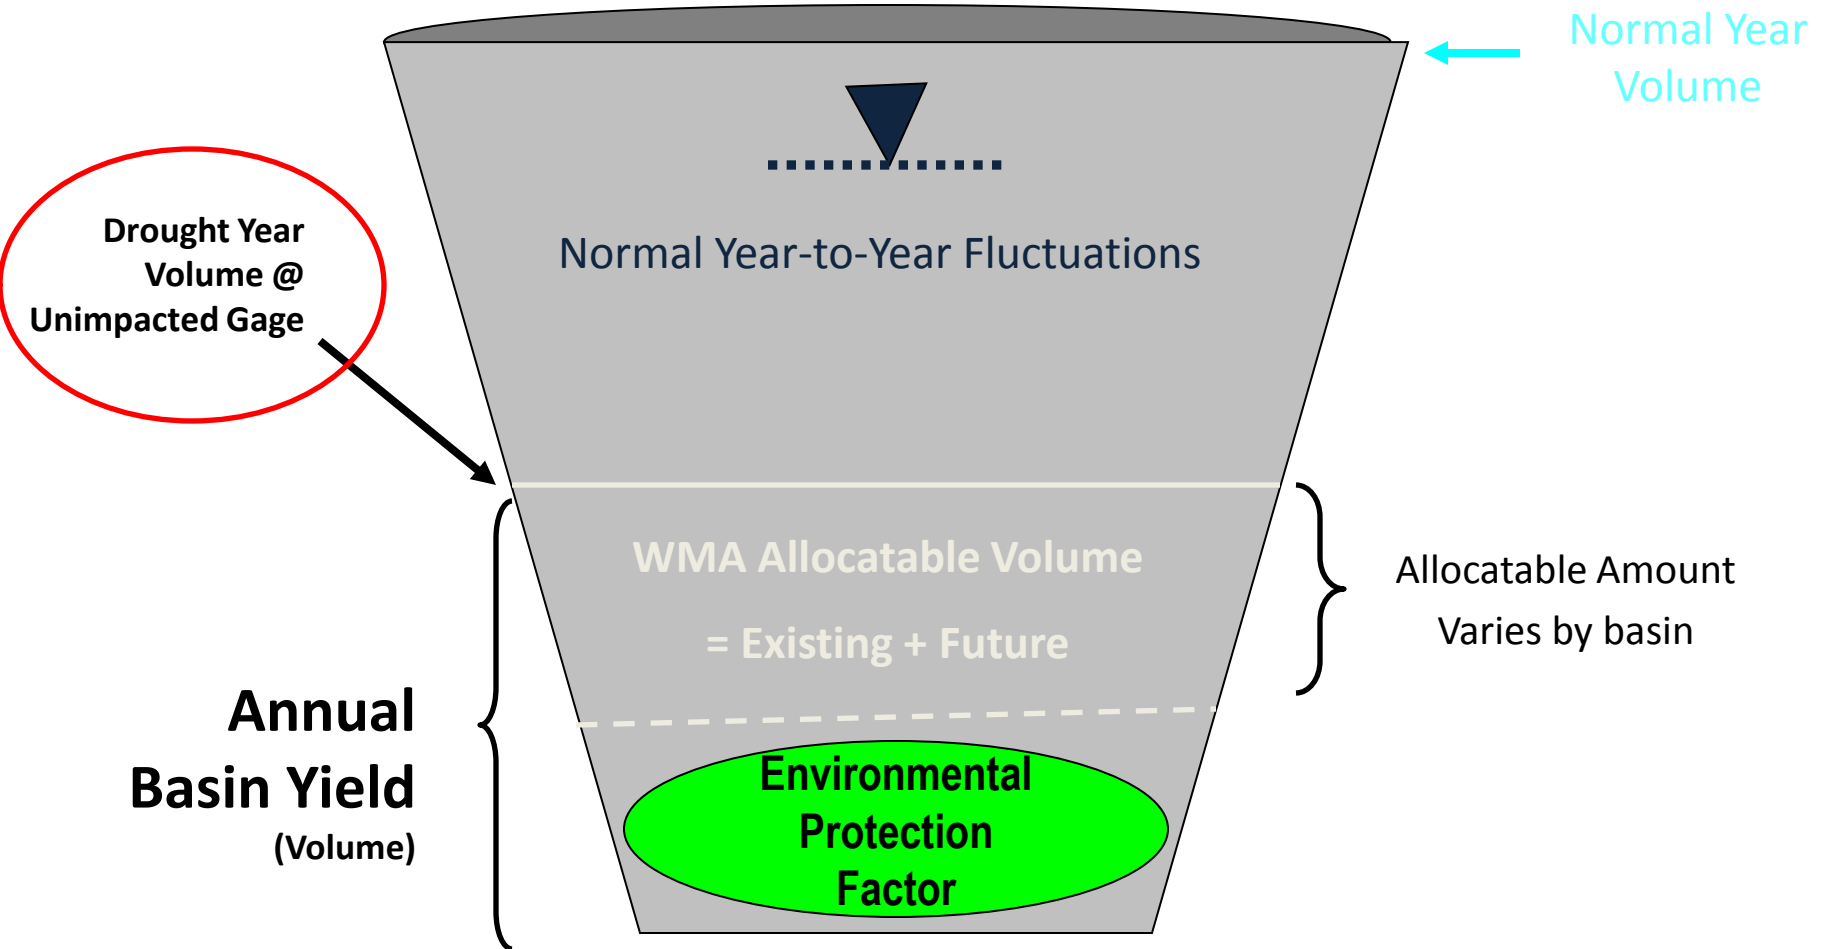 Normal Year
Volume
Drought Year
Volume @
Unimpacted Gage
Normal Year-to-Year Fluctuations
WMA Allocatable Volume
= Existing + Future
Allocatable Amount
Varies by basin
Annual
Basin Yield
(Volume)
Environmental
Protection
Factor